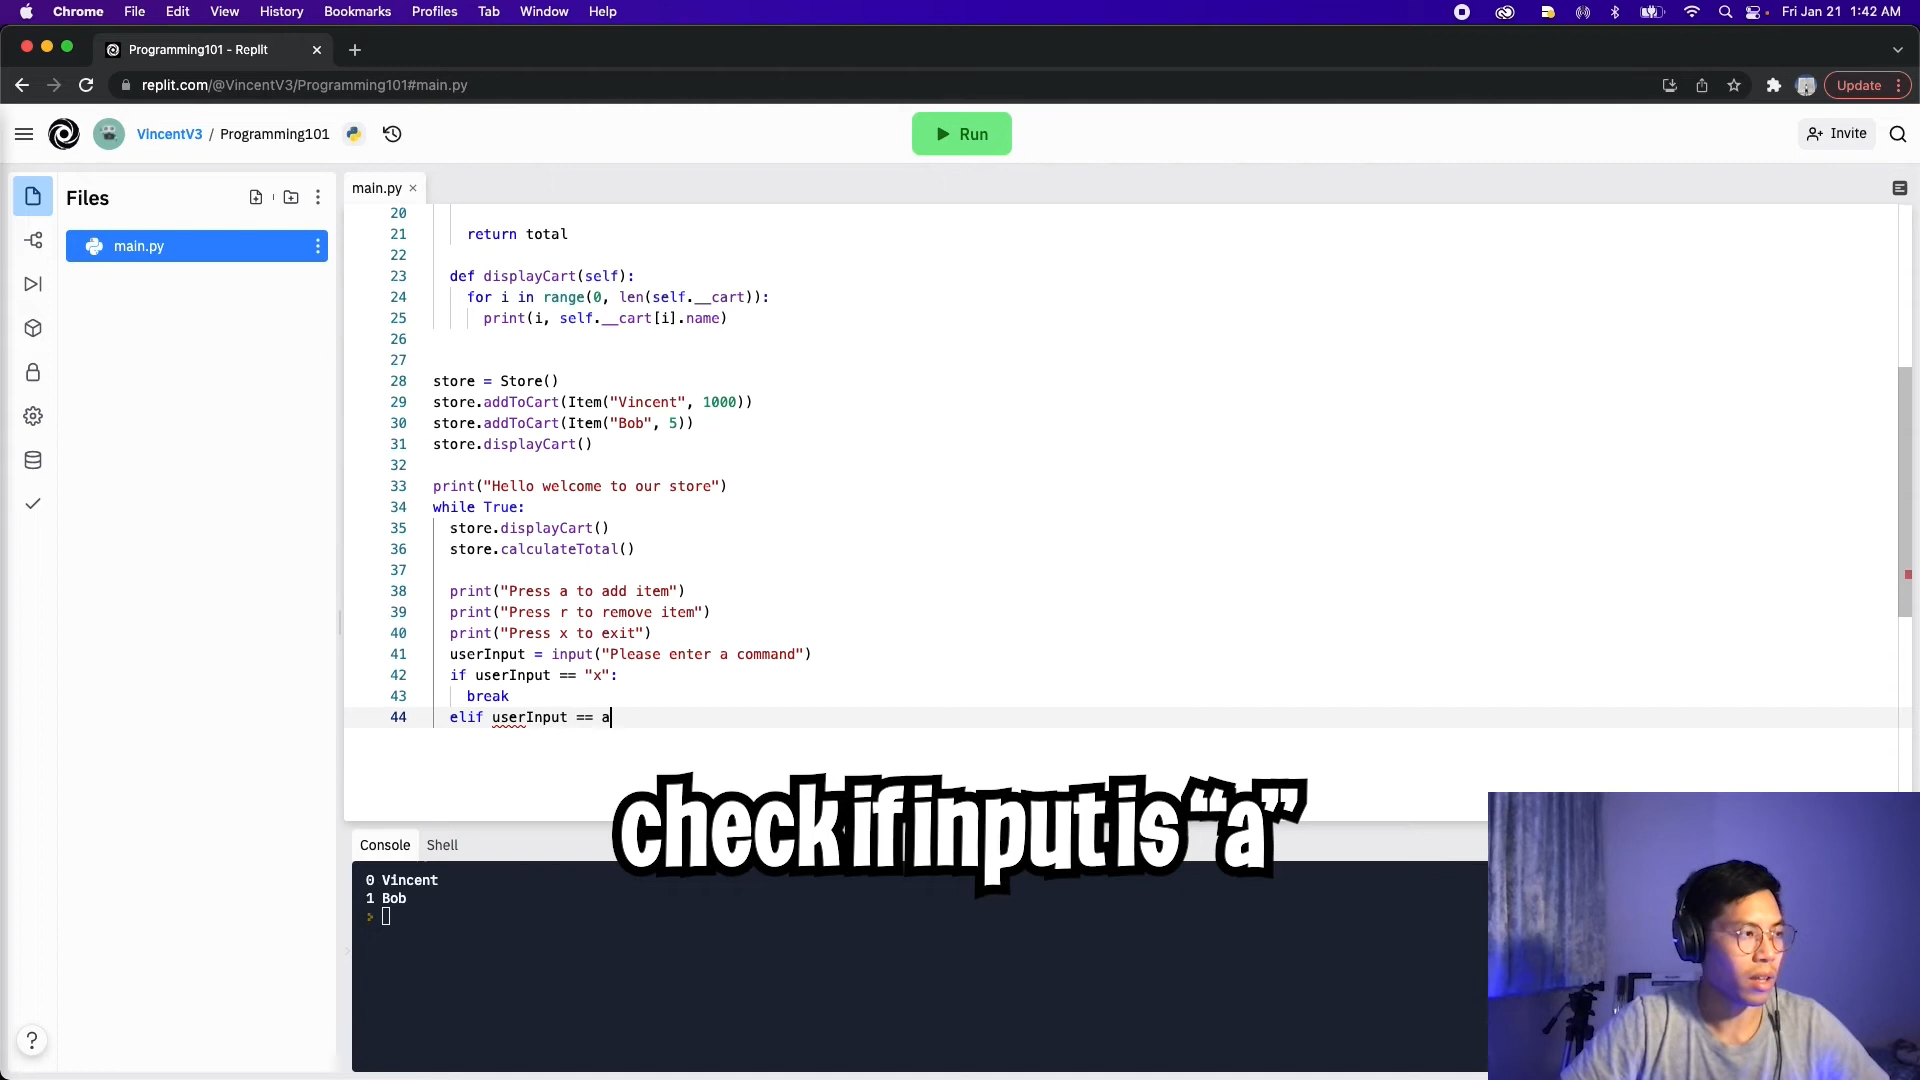 Chrome File Edit View History Bookmarks Profiles Tab Window Help Fri Jan 21 1:42 AM
Programming101 - Replit
replit.com/@VincentV3/Programming101#main.py Update
VincentV3 / Programming101 Run Invite
Files main.py
main.py
20
21 return total
22
23 def displayCart(self):
24 for i in range(0, len(self.__cart)):
25 print(i, self.__cart[i].name)
26
27
28 store = Store()
29 store.addToCart(Item("Vincent", 1000))
30 store.addToCart(Item("Bob", 5))
31 store.displayCart()
32
33 print("Hello welcome to our store")
34 while True:
35 store.displayCart()
36 store.calculateTotal()
37
38 print("Press a to add item")
39 print("Press r to remove item")
40 print("Press x to exit")
41 userInput = input("Please enter a command")
42 if userInput == "x":
43 break
44 elif userInput == a
check if input is “a”
Console Shell
0 Vincent
1 Bob
>
?